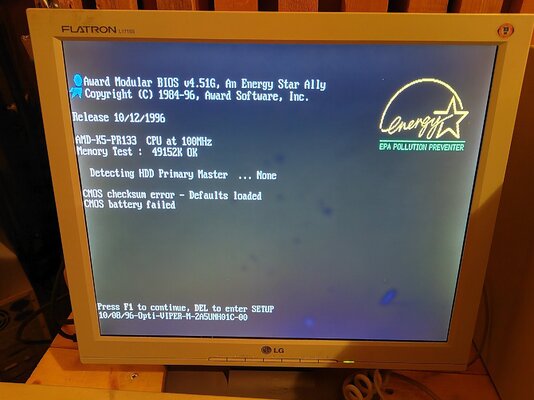 FLATRON
Award Modular BIOS v4.51G, An Energy Star Ally
Copyright (C) 1984-96, Award Software, Inc.
energy
EPA POLLUTION PREVENTER
Release 10/12/1996
AMD-K5-PR133 CPU at 100MHz
Memory Test : 49152K OK
Detecting HDD Primary Master ... None
CMOS checksum error - Defaults loaded
CMOS battery failed
Press F1 to continue, DEL to enter SETUP
10/08/96-Opti-VIPER-M-2A5UMH01C-00
LG